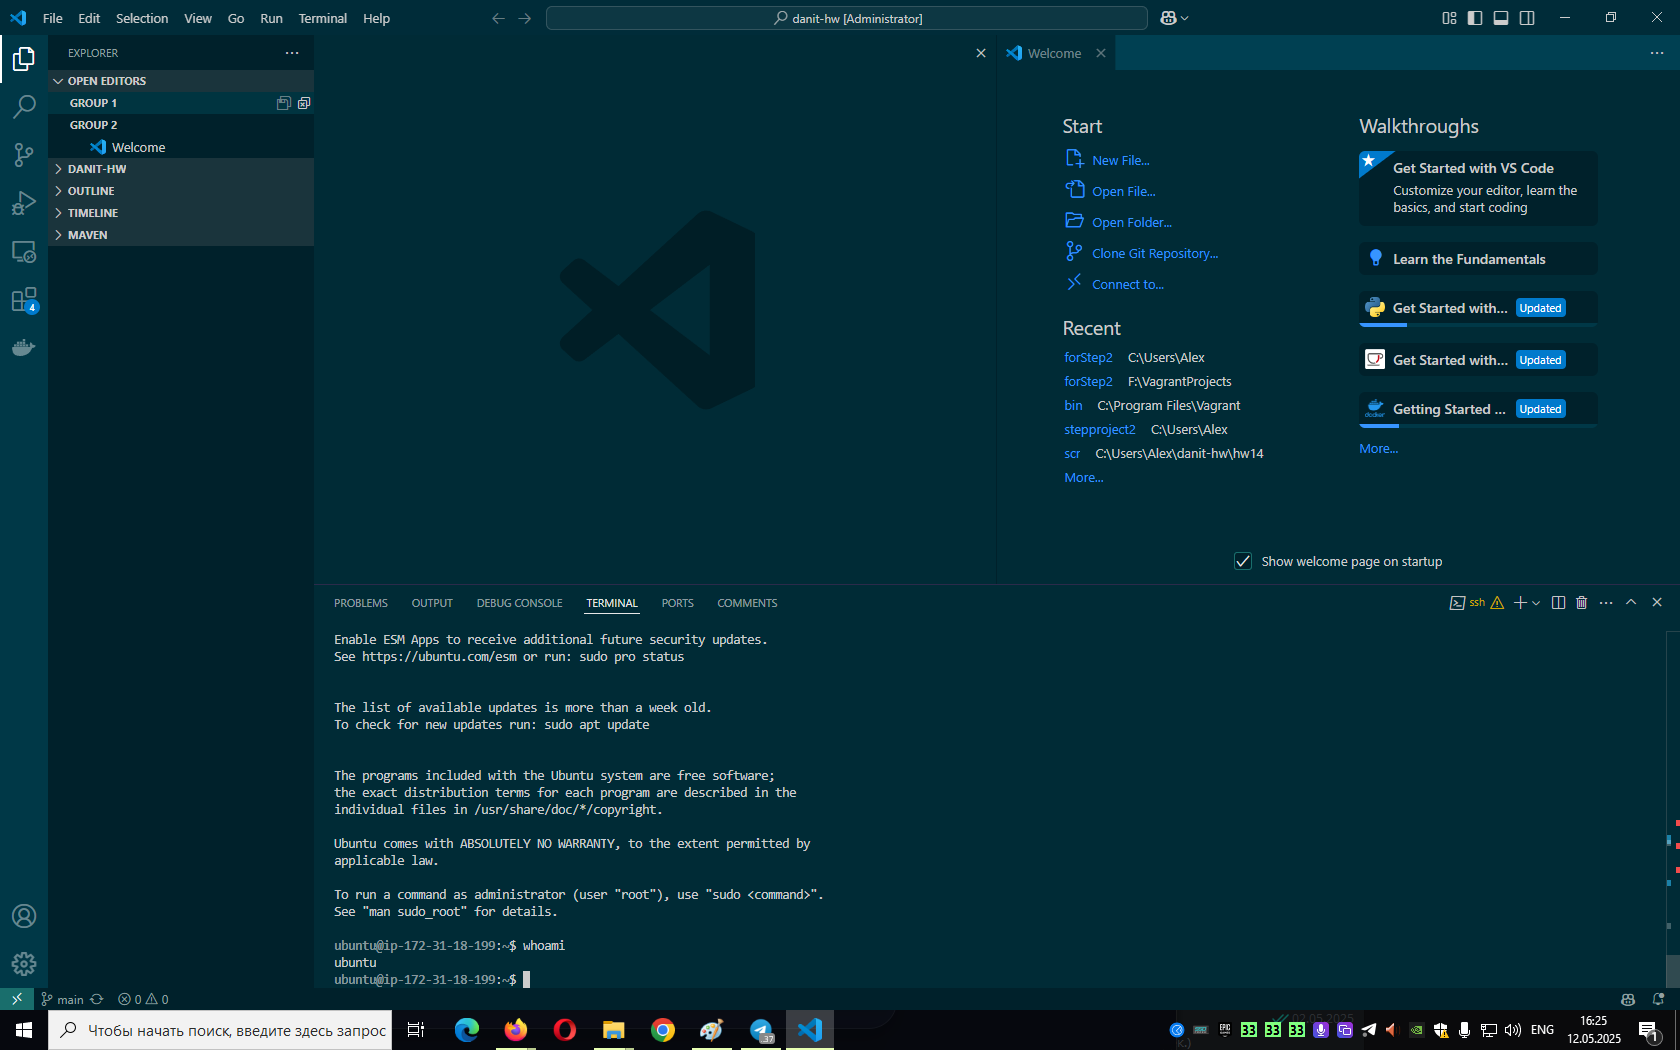 File Edit Selection View Go Run Terminal Help
danit-hw [Administrator]
EXPLORER
OPEN EDITORS
GROUP 1
GROUP 2
Welcome
DANIT-HW
OUTLINE
TIMELINE
MAVEN
4
Welcome
Start
New File...
Open File...
Open Folder...
Clone Git Repository...
Connect to...
Recent
forStep2 C:\Users\Alex
forStep2 F:\VagrantProjects
bin C:\Program Files\Vagrant
stepproject2 C:\Users\Alex
scr C:\Users\Alex\danit-hw\hw14
More...
Walkthroughs
Get Started with VS Code
Customize your editor, learn the
basics, and start coding
Learn the Fundamentals
Get Started with... Updated
Get Started with... Updated
Getting Started ... Updated
More...
Show welcome page on startup
PROBLEMS OUTPUT DEBUG CONSOLE TERMINAL PORTS COMMENTS
ssh
Enable ESM Apps to receive additional future security updates.
See https://ubuntu.com/esm or run: sudo pro status
The list of available updates is more than a week old.
To check for new updates run: sudo apt update
The programs included with the Ubuntu system are free software;
the exact distribution terms for each program are described in the
individual files in /usr/share/doc/*/copyright.
Ubuntu comes with ABSOLUTELY NO WARRANTY, to the extent permitted by
applicable law.
To run a command as administrator (user "root"), use "sudo <command>".
See "man sudo_root" for details.
ubuntu@ip-172-31-18-199:~$ whoami
ubuntu
ubuntu@ip-172-31-18-199:~$
main 0 0
Чтобы начать поиск, введите здесь запрос
37
02.05.2025
EPIC
33 33 33
ENG
16:25
12.05.2025
1